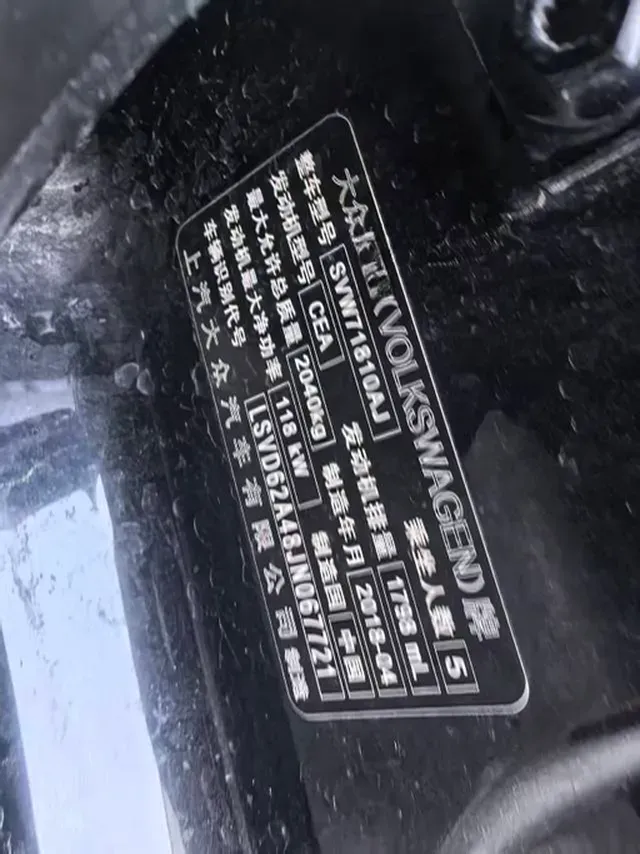 大众汽车(VOLKSWAGEN)牌
整车型号 SVW71810AJ 乘坐人数 5
发动机型号 CEA 发动机排量 1798 mL
最大允许总质量 2040kg 制造年月 2018-04
发动机最大净功率 118 kW 制造国 中国
车辆识别代号 LSVD62A46JN067721
上汽大众汽车有限公司 制造